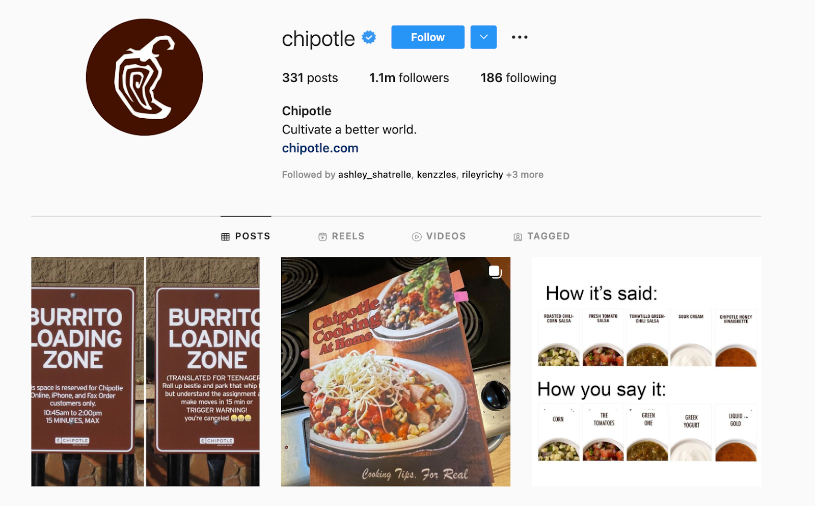 chipotle
Follow
331 posts 1.1m followers 186 following
Chipotle
Cultivate a better world.
chipotle.com
Followed by ashley_shatrelle, kenzzles, rileyrichy +3 more
POSTS REELS VIDEOS TAGGED
BURRITO
LOADING
ZONE
is space is reserved for Chipotle
Online, iPhone, and Fax Order
customers only.
10:45am to 2:00pm
15 MINUTES, MAX
CHIPOTLE
BURRITO
LOADING
ZONE
(TRANSLATED FOR TEENAGER
Roll up bestie and park that whip
but understand the assignment
make moves in 15 min or
TRIGGER WARNING!
you're canceled
CHIPOTLE
Chipotle
Cooking
At Home
Cooking Tips. For Real
How it's said:
ROASTED CHILI-
CORN SALSA
FRESH TOMATO
SALSA
TOMATILLO GREEN-
CHILI SALSA
SOUR CREAM
CHIPOTLE HONEY
VINAIGRETTE
How you say it:
CORN
THE
TOMATOES
GREEN
ONE
GREEK
YOGURT
LIQUID
GOLD